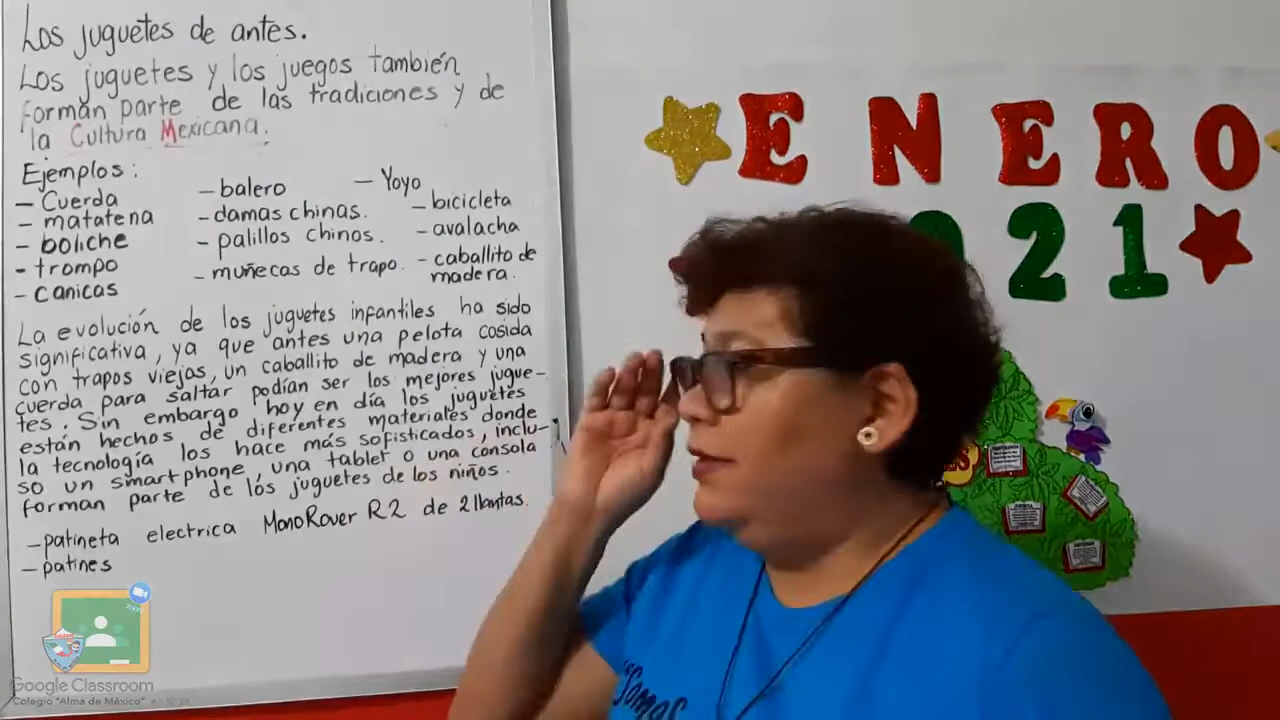 Los juguetes de antes.
Los juguetes y los juegos también
forman parte de las tradiciones y de
la Cultura Mexicana.
Ejemplos:
- Cuerda
- matatena
- boliche
- trompo
- canicas
- balero
- damas chinas.
- palillos chinos.
- muñecas de trapo.
- Yoyo
- bicicleta
- avalacha
- caballito de
madera.
La evolución de los juguetes infantiles ha sido
significativa, ya que antes una pelota cosida
con trapos viejas, un caballito de madera y una
cuerda para saltar podían ser los mejores jugue-
tes. Sin embargo hoy en día los juguetes
están hechos de diferentes materiales donde
la tecnología los hace más sofisticados, inclu-
so un smartphone, una tablet o una consola
forman parte de los juguetes de los niños.
- patineta electrica MonoRover R2 de 2 llantas.
- patines
zoom
Google Classroom
Colegio "Alma de México"
ENERO
21
"Somos